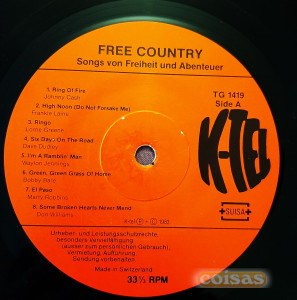 FREE COUNTRY
Songs von Freiheit und Abenteuer
TG 1419
Side A
1. Ring Of Fire
Johnny Cash
2. High Noon (Do Not Forsake Me)
Frankie Laine
3. Ringo
Lorne Greene
4. Six Days On The Road
Dave Dudley
5. I'm A Ramblin' Man
Waylon Jennings
6. Green, Green Grass Of Home
Bobby Bare
7. El Paso
Marty Robbins
8. Some Broken Hearts Never Mend
Don Williams
K-TEL
SUISA
Urheber- und Leistungsschutzrechte,
besonders Vervielfältigung
(ausser zum persönlichen Gebrauch),
Vermietung, Aufführung,
Sendung vorbehalten.
Made in Switzerland
33⅓ RPM
coisas